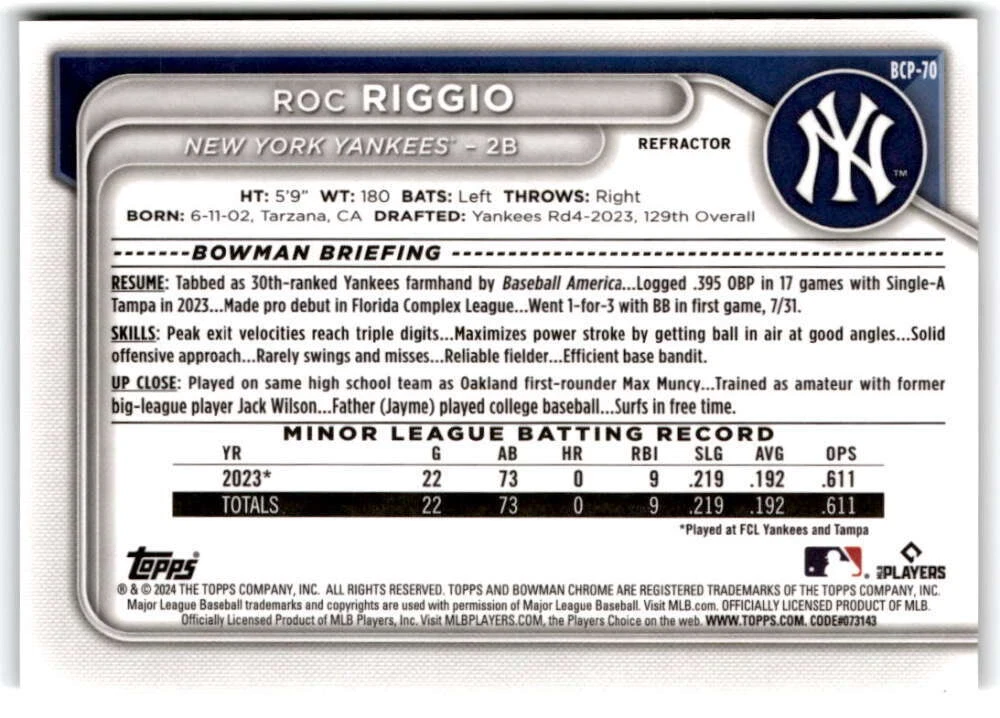 BCP-70
ROC RIGGIO
NEW YORK YANKEES - 2B
REFRACTOR
NY
TM
HT: 5'9" WT: 180 BATS: Left THROWS: Right
BORN: 6-11-02, Tarzana, CA DRAFTED: Yankees Rd4-2023, 129th Overall
BOWMAN BRIEFING
RESUME: Tabbed as 30th-ranked Yankees farmhand by Baseball America...Logged .395 OBP in 17 games with Single-A
Tampa in 2023...Made pro debut in Florida Complex League...Went 1-for-3 with BB in first game, 7/31.
SKILLS: Peak exit velocities reach triple digits...Maximizes power stroke by getting ball in air at good angles...Solid
offensive approach...Rarely swings and misses...Reliable fielder...Efficient base bandit.
UP CLOSE: Played on same high school team as Oakland first-rounder Max Muncy...Trained as amateur with former
big-league player Jack Wilson...Father (Jayme) played college baseball...Surfs in free time.
MINOR LEAGUE BATTING RECORD
YR G AB HR RBI SLG AVG OPS
2023* 22 73 0 9 .219 .192 .611
TOTALS 22 73 0 9 .219 .192 .611
*Played at FCL Yankees and Tampa
Topps
MLB PLAYERS
® & © 2024 THE TOPPS COMPANY, INC. ALL RIGHTS RESERVED. TOPPS AND BOWMAN CHROME ARE REGISTERED TRADEMARKS OF THE TOPPS COMPANY, INC.
Major League Baseball trademarks and copyrights are used with permission of Major League Baseball. Visit MLB.com. OFFICIALLY LICENSED PRODUCT OF MLB.
Officially Licensed Product of MLB Players, Inc. Visit MLBPLAYERS.COM, the Players Choice on the web. WWW.TOPPS.COM. CODE#073143